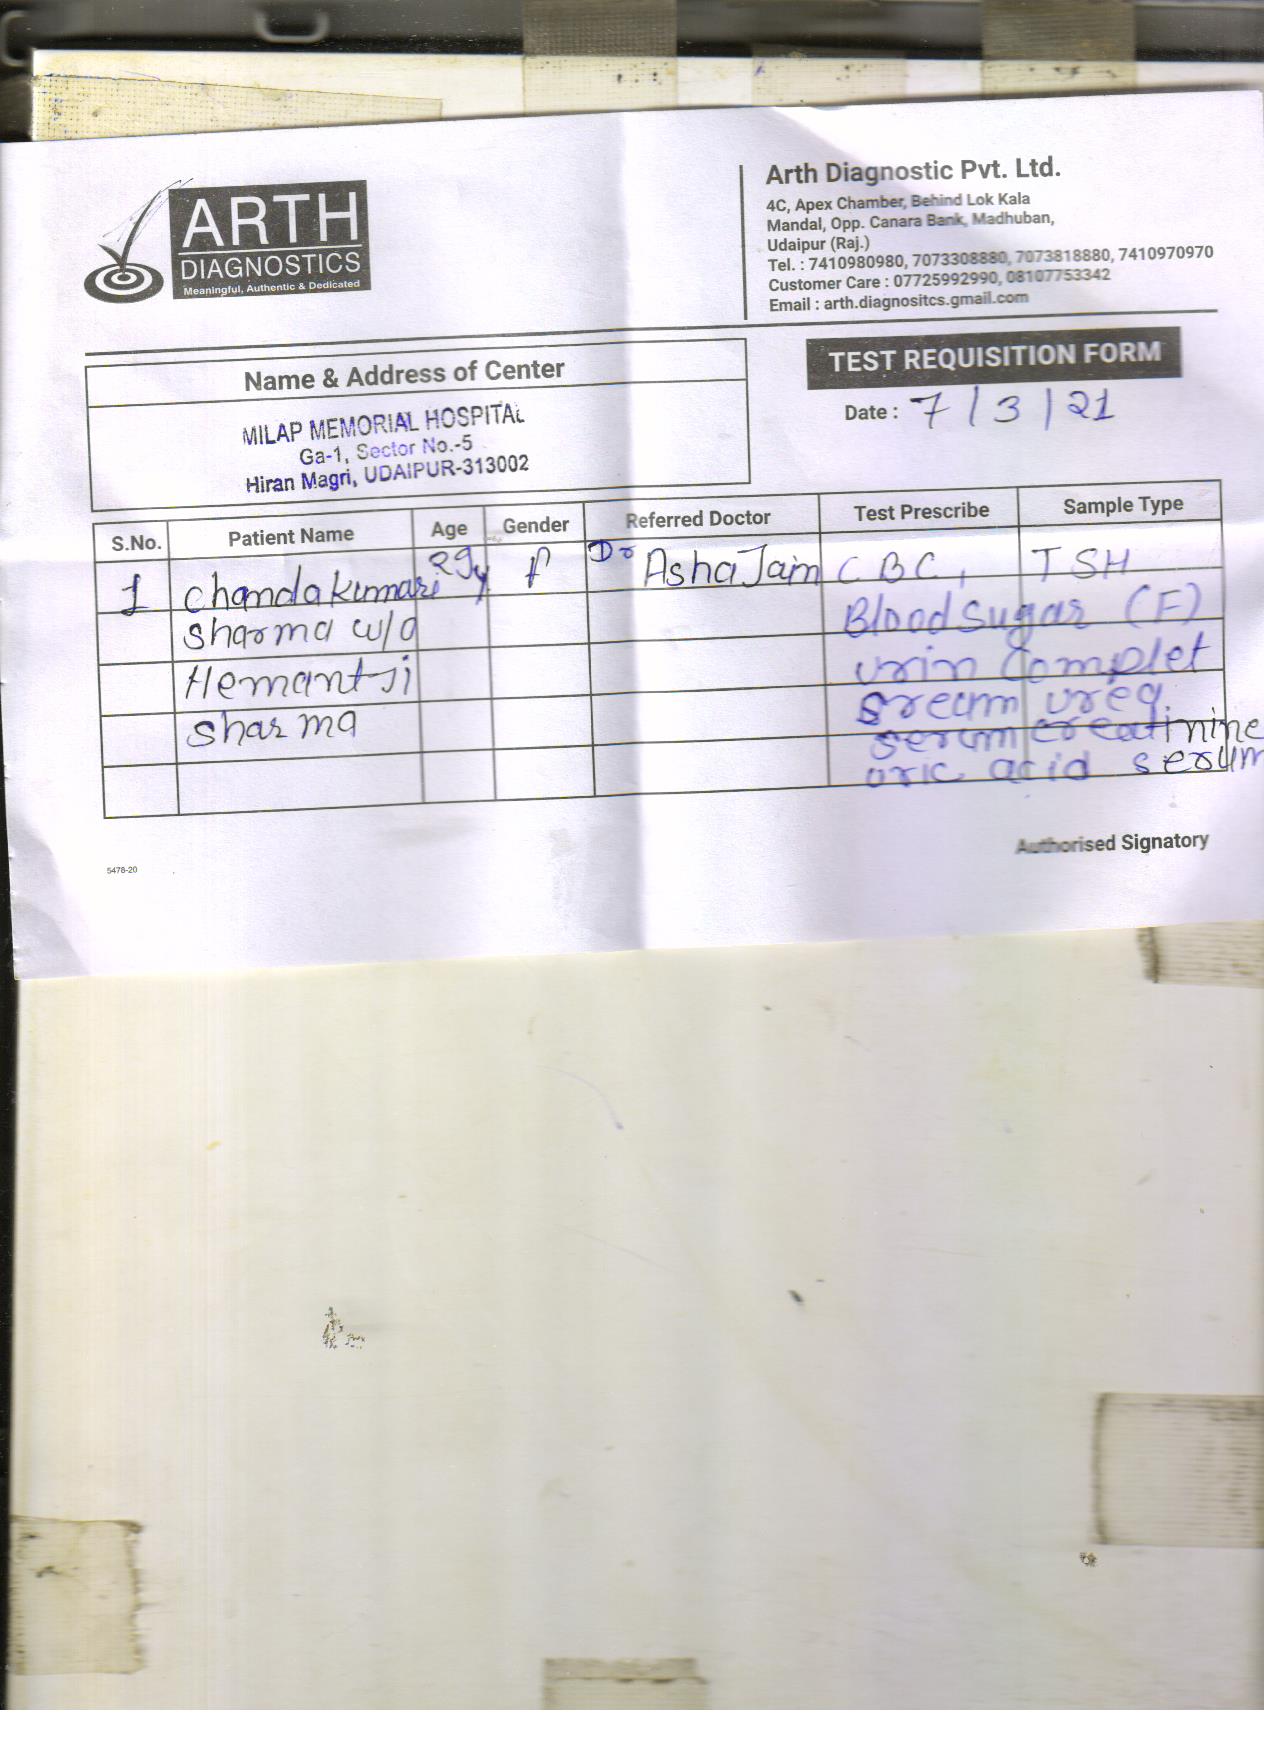 ARTH
DIAGNOSTICS
Meaningful, Authentic & Dedicated
Arth Diagnostic Pvt. Ltd.
4C, Apex Chamber, Behind Lok Kala
Mandal, Opp. Canara Bank, Madhuban,
Udaipur (Raj.)
Tel. : 7410980980, 7073308880, 7073818880, 7410970970
Customer Care : 07725992990, 08107753342
Email : arth.diagnositcs.gmail.com
Name & Address of Center
MILAP MEMORIAL HOSPITAL
Ga-1, Sector No.-5
Hiran Magri, UDAIPUR-313002
TEST REQUISITION FORM
Date : 7/3/21
S.No. Patient Name Age Gender Referred Doctor Test Prescribe Sample Type
1 Chanda kumari 29y f Dr Asha Jain CBC, TSH
Sharma w/o Blood Sugar (F)
Hemant Ji urin Complet
Sharma Sream urea
Serum creatinine
uric acid serum
Authorised Signatory
5478-20